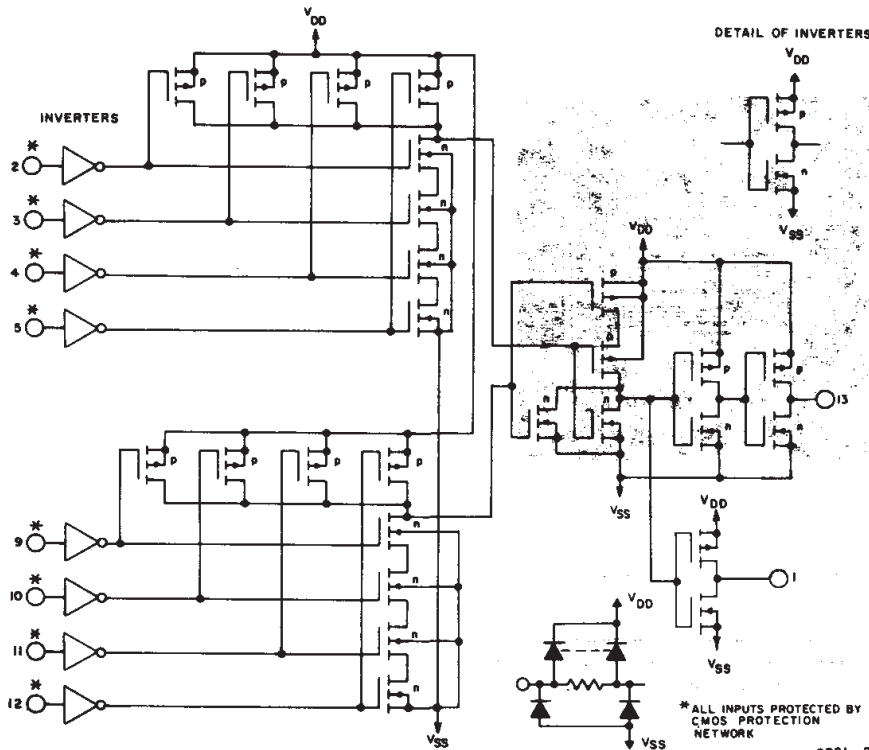 VDD
DETAIL OF INVERTERS
VDD
p
p
p
p
INVERTERS
p
*
2
n
n
*
3
n
VSS
*
4
n
VDD
p
*
5
p
p
p
n
n
13
n
n
p
p
p
p
VSS
VDD
*
9
n
*
10
n
1
VDD
*
11
n
VSS
*
12
n
* ALL INPUTS PROTECTED BY
CMOS PROTECTION
NETWORK
VSS
VSS